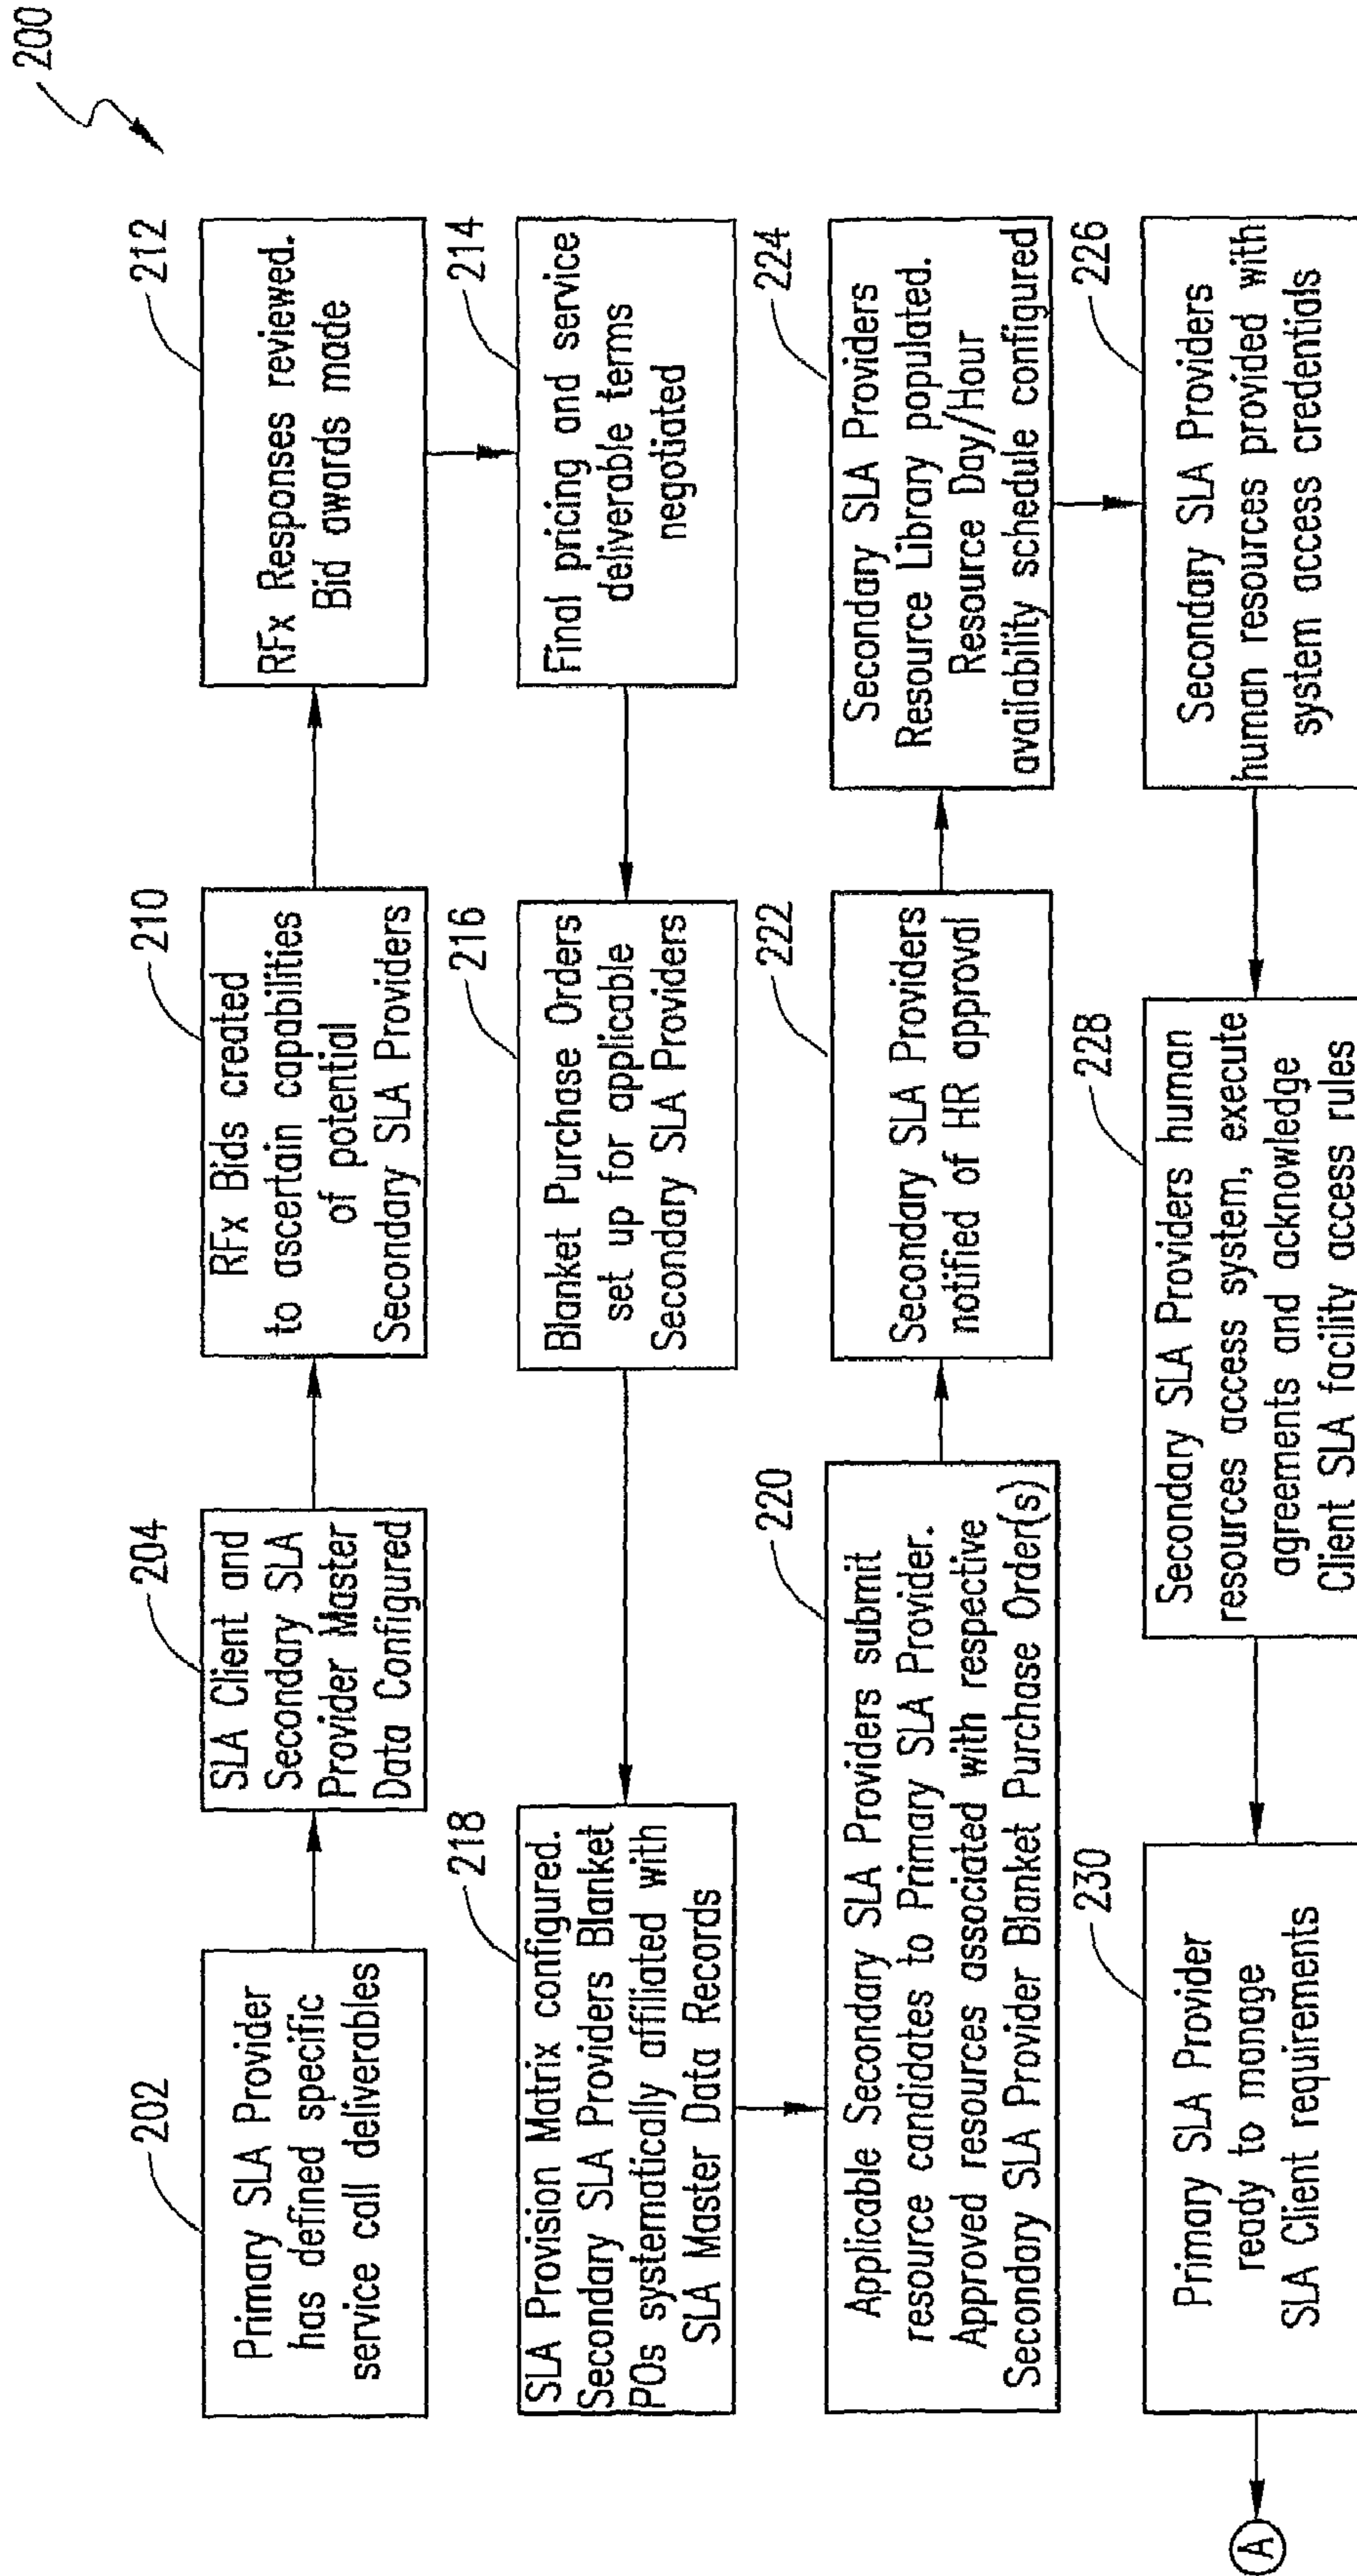 200
202
Primary SLA Provider
has defined specific
service call deliverables
204
SLA Client and
Secondary SLA
Provider Master
Data Configured
210
RFx Bids created
to ascertain capabilities
of potential
Secondary SLA Providers
212
RFx Responses reviewed.
Bid awards made
214
Final pricing and service
deliverable terms
negotiated
216
Blanket Purchase Orders
set up for applicable
Secondary SLA Providers
218
SLA Provision Matrix configured.
Secondary SLA Providers Blanket
POs systematically affiliated with
SLA Master Data Records
220
Applicable Secondary SLA Providers submit
resource candidates to Primary SLA Provider.
Approved resources associated with respective
Secondary SLA Provider Blanket Purchase Order(s)
222
Secondary SLA Providers
notified of HR approval
224
Secondary SLA Providers
Resource Library populated.
Resource Day/Hour
availability schedule configured
226
Secondary SLA Providers
human resources provided with
system access credentials
228
Secondary SLA Providers human
resources access system, execute
agreements and acknowledge
Client SLA facility access rules
230
Primary SLA Provider
ready to manage
SLA Client requirements
A